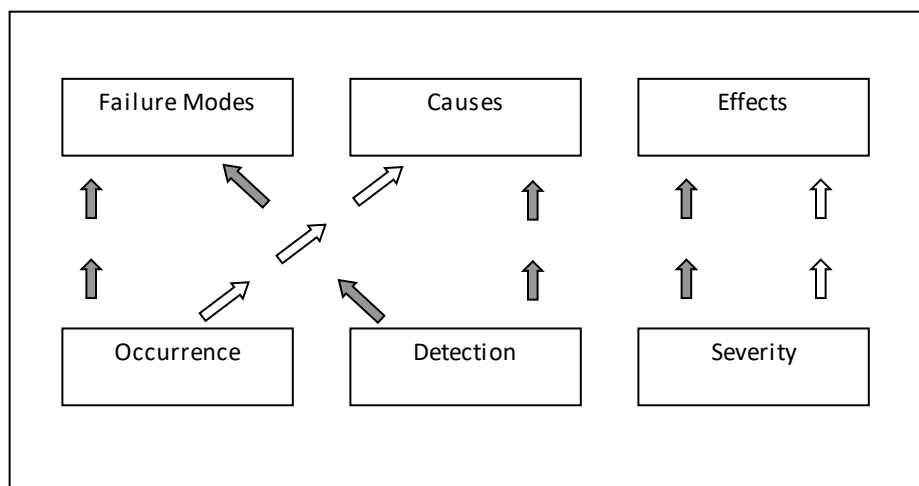 Failure Modes
Causes
Effects
Occurrence
Detection
Severity